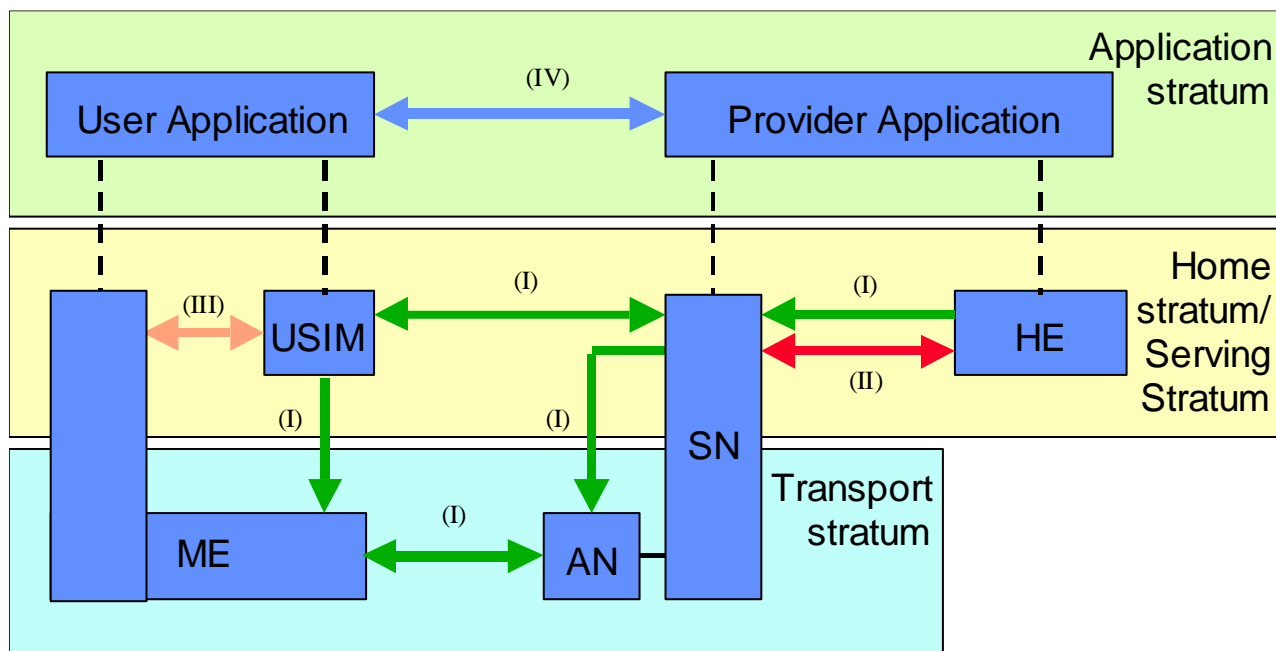 Application
stratum
(IV)
User Application
Provider Application
Home
stratum/
Serving
Stratum
(I)
(I)
(III)
USIM
HE
(II)
(I)
(I)
SN
Transport
stratum
(I)
ME
AN